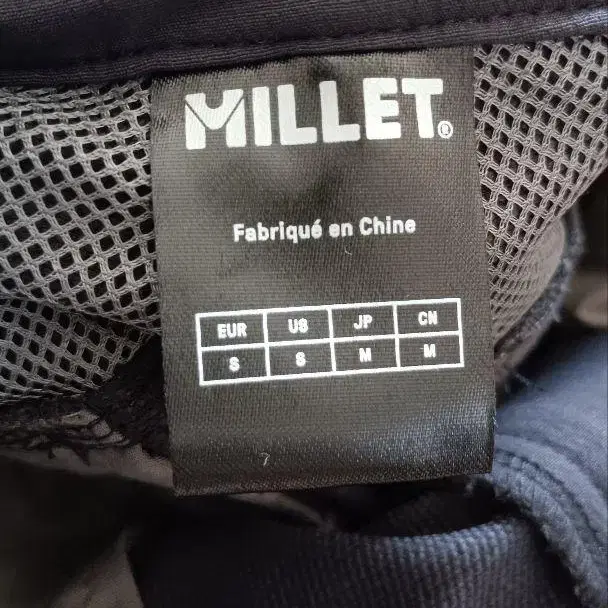 MILLET®
Fabriqué en Chine
EUR US JP CN
S S M M